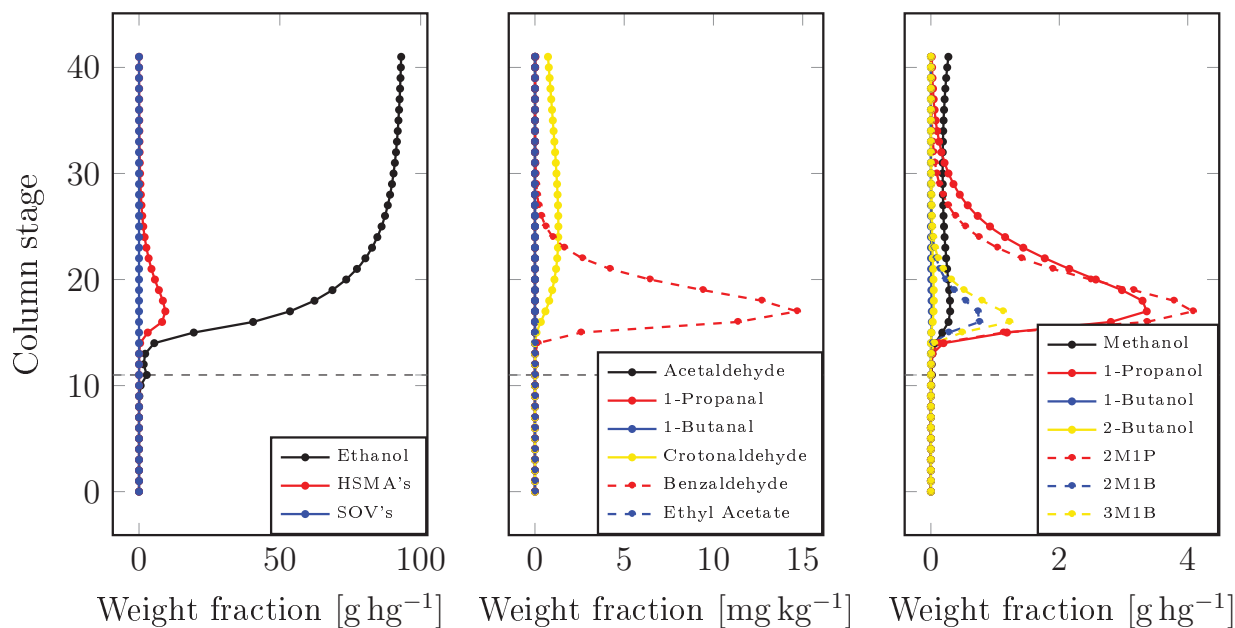 Column stage
40
30
20
10
0
Ethanol
HSMA's
SOV's
0 50 100
Weight fraction [g hg⁻¹]
Acetaldehyde
1-Propanal
1-Butanal
Crotonaldehyde
Benzaldehyde
Ethyl Acetate
0 5 10 15
Weight fraction [mg kg⁻¹]
Methanol
1-Propanol
1-Butanol
2-Butanol
2M1P
2M1B
3M1B
0 2 4
Weight fraction [g hg⁻¹]